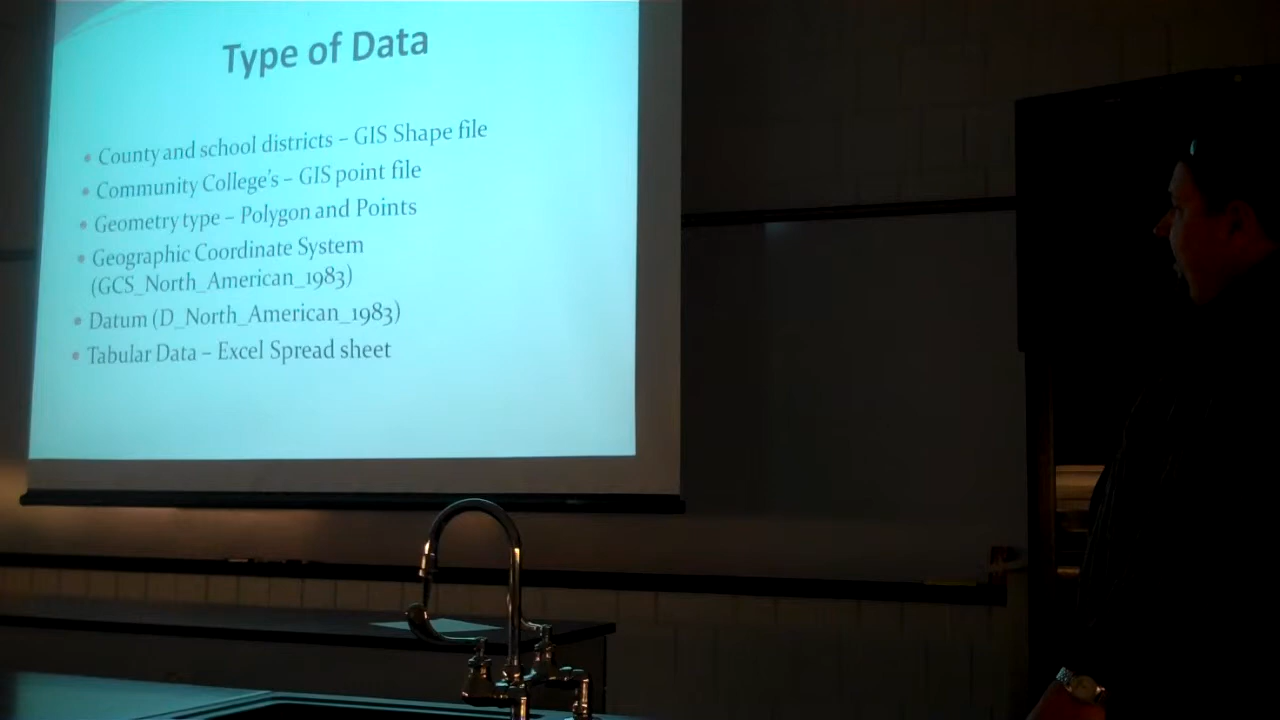 Type of Data
• County and school districts – GIS Shape file
• Community College's – GIS point file
• Geometry type – Polygon and Points
• Geographic Coordinate System
(GCS_North_American_1983)
• Datum (D_North_American_1983)
• Tabular Data – Excel Spread sheet